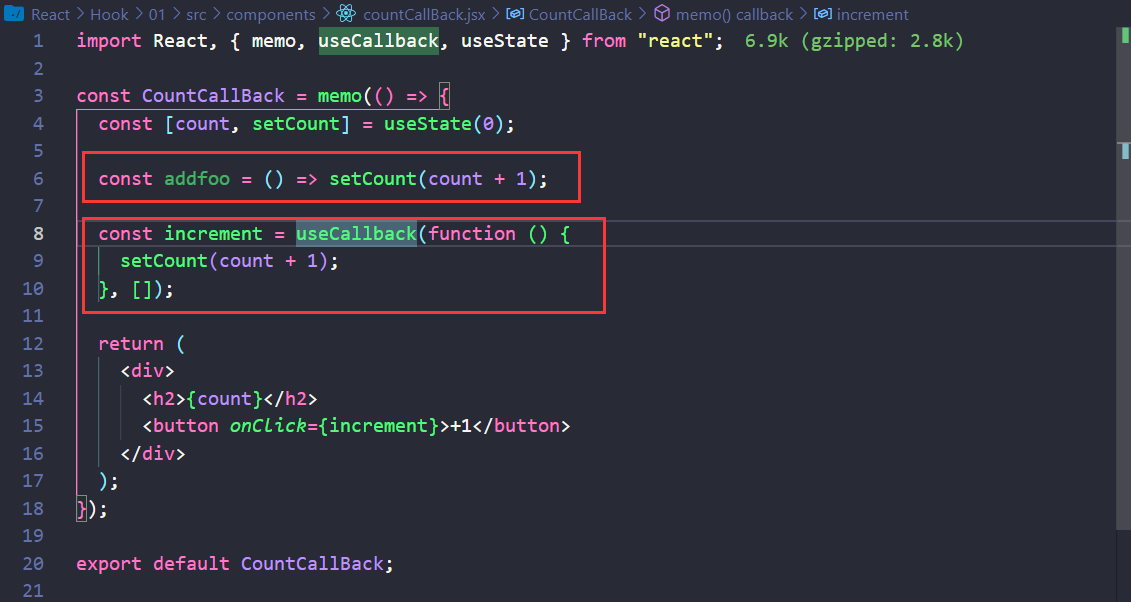 React > Hook > 01 > src > components > countCallBack.jsx > CountCallBack > memo() callback > increment
1 import React, { memo, useCallback, useState } from "react"; 6.9k (gzipped: 2.8k)
2
3 const CountCallBack = memo(() => {
4 const [count, setCount] = useState(0);
5
6 const addfoo = () => setCount(count + 1);
7
8 const increment = useCallback(function () {
9 setCount(count + 1);
10 }, []);
11
12 return (
13 <div>
14 <h2>{count}</h2>
15 <button onClick={increment}>+1</button>
16 </div>
17 );
18 });
19
20 export default CountCallBack;
21